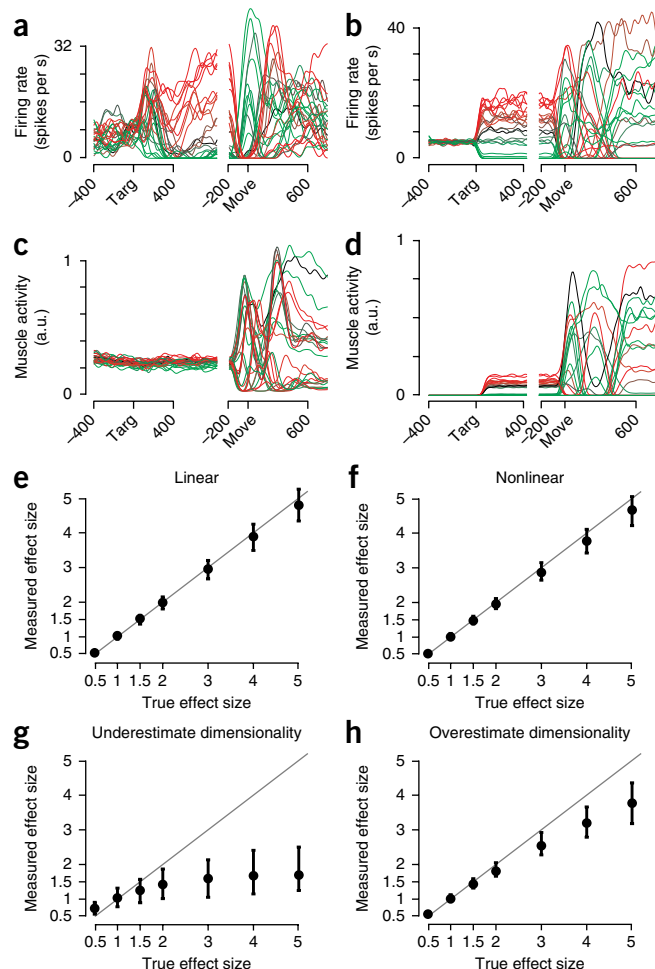 a
Firing rate
(spikes per s)
32
0
−400
Targ
400
−200
Move
600
b
Firing rate
(spikes per s)
40
0
−400
Targ
400
−200
Move
600
c
Muscle activity
(a.u.)
1
0
−400
Targ
400
−200
Move
600
d
Muscle activity
(a.u.)
1
0
−400
Targ
400
−200
Move
600
e
Linear
Measured effect size
5
4
3
2
1.5
1
0.5
0.5 1 1.5 2 3 4 5
True effect size
f
Nonlinear
Measured effect size
5
4
3
2
1.5
1
0.5
0.5 1 1.5 2 3 4 5
True effect size
g
Underestimate dimensionality
Measured effect size
5
4
3
2
1.5
1
0.5
0.5 1 1.5 2 3 4 5
True effect size
h
Overestimate dimensionality
Measured effect size
5
4
3
2
1.5
1
0.5
0.5 1 1.5 2 3 4 5
True effect size